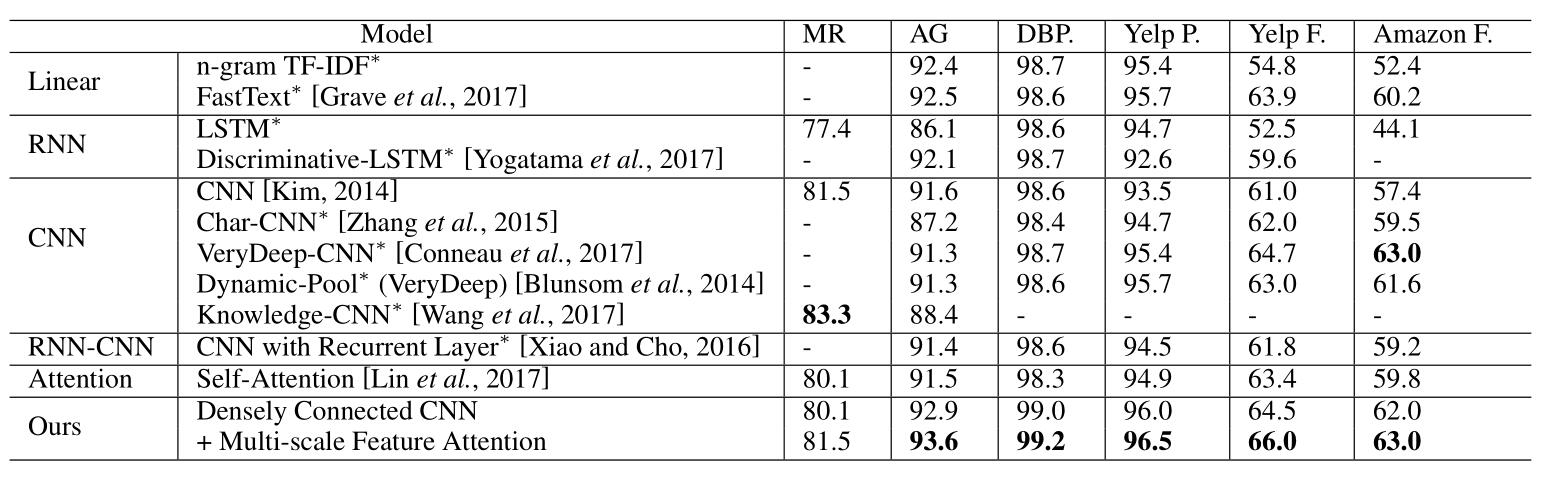 Model MR AG DBP. Yelp P. Yelp F. Amazon F.
Linear n-gram TF-IDF* - 92.4 98.7 95.4 54.8 52.4
FastText* [Grave et al., 2017] - 92.5 98.6 95.7 63.9 60.2
RNN LSTM* 77.4 86.1 98.6 94.7 52.5 44.1
Discriminative-LSTM* [Yogatama et al., 2017] - 92.1 98.7 92.6 59.6 -
CNN CNN [Kim, 2014] 81.5 91.6 98.6 93.5 61.0 57.4
Char-CNN* [Zhang et al., 2015] - 87.2 98.4 94.7 62.0 59.5
VeryDeep-CNN* [Conneau et al., 2017] - 91.3 98.7 95.4 64.7 63.0
Dynamic-Pool* (VeryDeep) [Blunsom et al., 2014] - 91.3 98.6 95.7 63.0 61.6
Knowledge-CNN* [Wang et al., 2017] 83.3 88.4 - - - -
RNN-CNN CNN with Recurrent Layer* [Xiao and Cho, 2016] - 91.4 98.6 94.5 61.8 59.2
Attention Self-Attention [Lin et al., 2017] 80.1 91.5 98.3 94.9 63.4 59.8
Ours Densely Connected CNN 80.1 92.9 99.0 96.0 64.5 62.0
+ Multi-scale Feature Attention 81.5 93.6 99.2 96.5 66.0 63.0